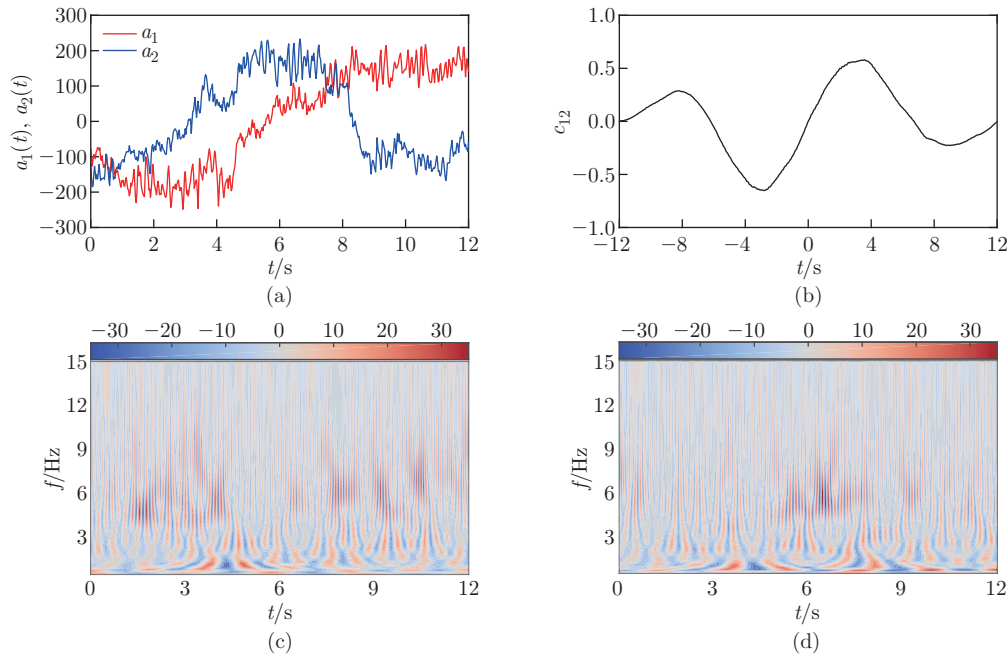 300
200
100
0
−100
−200
−300
a₁(t), a₂(t)
a₁
a₂
0 2 4 6 8 10 12
t/s
(a)
1.0
0.5
0.0
−0.5
−1.0
c₁₂
−12 −8 −4 0 4 8 12
t/s
(b)
−30 −20 −10 0 10 20 30
15
12
9
6
3
f/Hz
0 3 6 9 12
t/s
(c)
−30 −20 −10 0 10 20 30
15
12
9
6
3
f/Hz
0 3 6 9 12
t/s
(d)